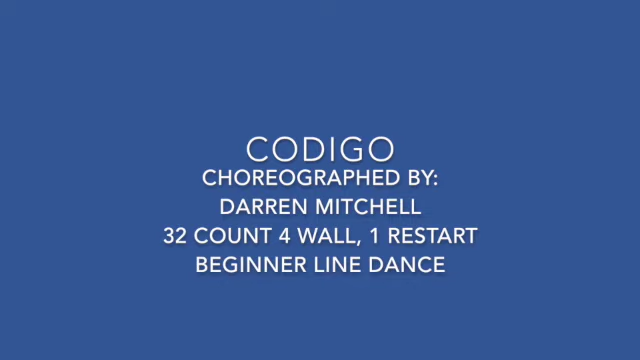 CODIGO
CHOREOGRAPHED BY:
DARREN MITCHELL
32 COUNT 4 WALL, 1 RESTART
BEGINNER LINE DANCE